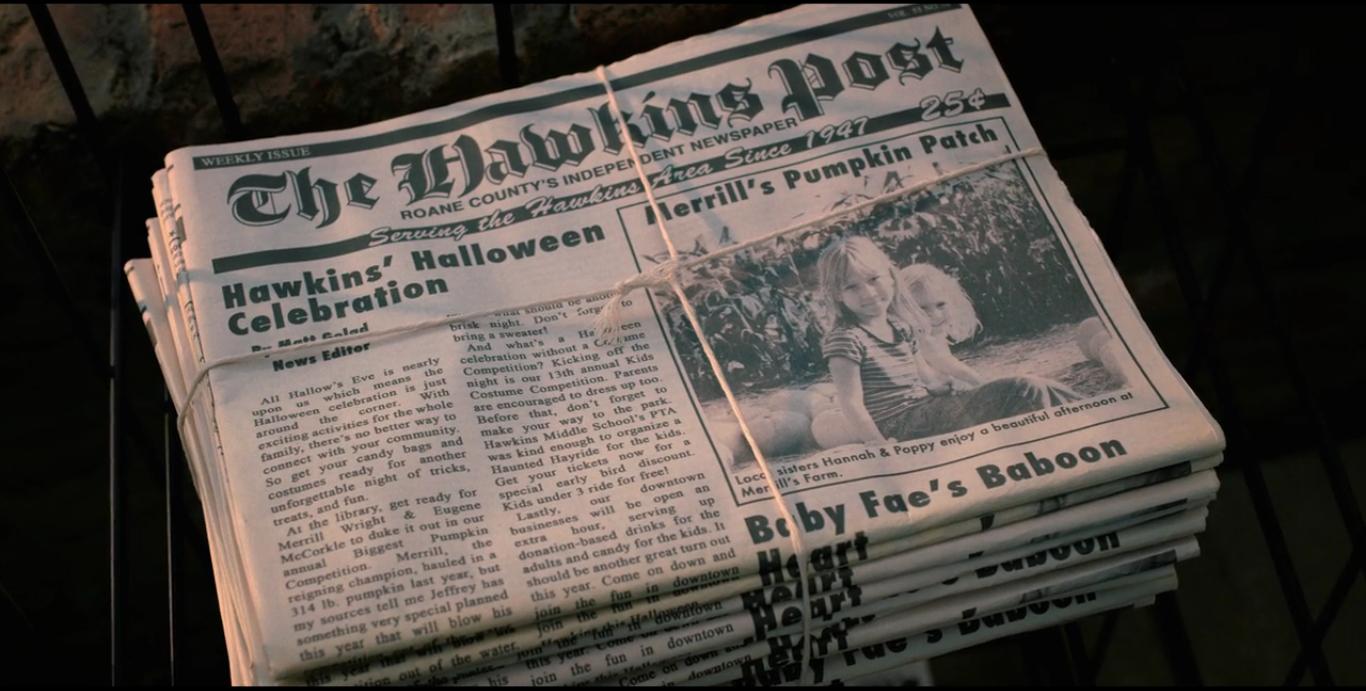 WEEKLY ISSUE
The Hawkins Post
ROANE COUNTY'S INDEPENDENT NEWSPAPER
Serving the Hawkins Area Since 1947
25¢
Hawkins' Halloween
Celebration
By Matt
News Editor
All Hallow's Eve is nearly
upon us which means the
Halloween celebration is just
around the corner. With
exciting activities for the whole
family, there's no better way to
connect with your community.
So get your candy bags and
costumes ready for another
unforgettable night of tricks,
treats, and fun.
At the library, get ready for
Merrill Wright & Eugene
McCorkle to duke it out in our
annual Biggest Pumpkin
Competition. Merrill, the
reigning champion, hauled in a
314 lb. pumpkin last year, but
my sources tell me Jeffrey has
something very special planned
this year that will blow his
what should be another
brisk night. Don't forget to
bring a sweater!
And what's a Halloween
celebration without a Costume
Competition? Kicking off the
night is our 13th annual Kids
Costume Competition. Parents
are encouraged to dress up too.
Before that, don't forget to
make your way to the park.
Hawkins Middle School's PTA
was kind enough to organize a
Haunted Hayride for the kids.
Get your tickets now for a
special early bird discount.
Kids under 3 ride for free!
Lastly, our downtown
businesses will be open an
extra hour, serving up
donation-based drinks for the
adults and candy for the kids. It
should be another great turn out
this year. Come on down and
join the fun in downtown
Merrill's Pumpkin Patch
Local sisters Hannah & Poppy enjoy a beautiful afternoon at
Merrill's Farm.
Baby Fae's Baboon
Heart